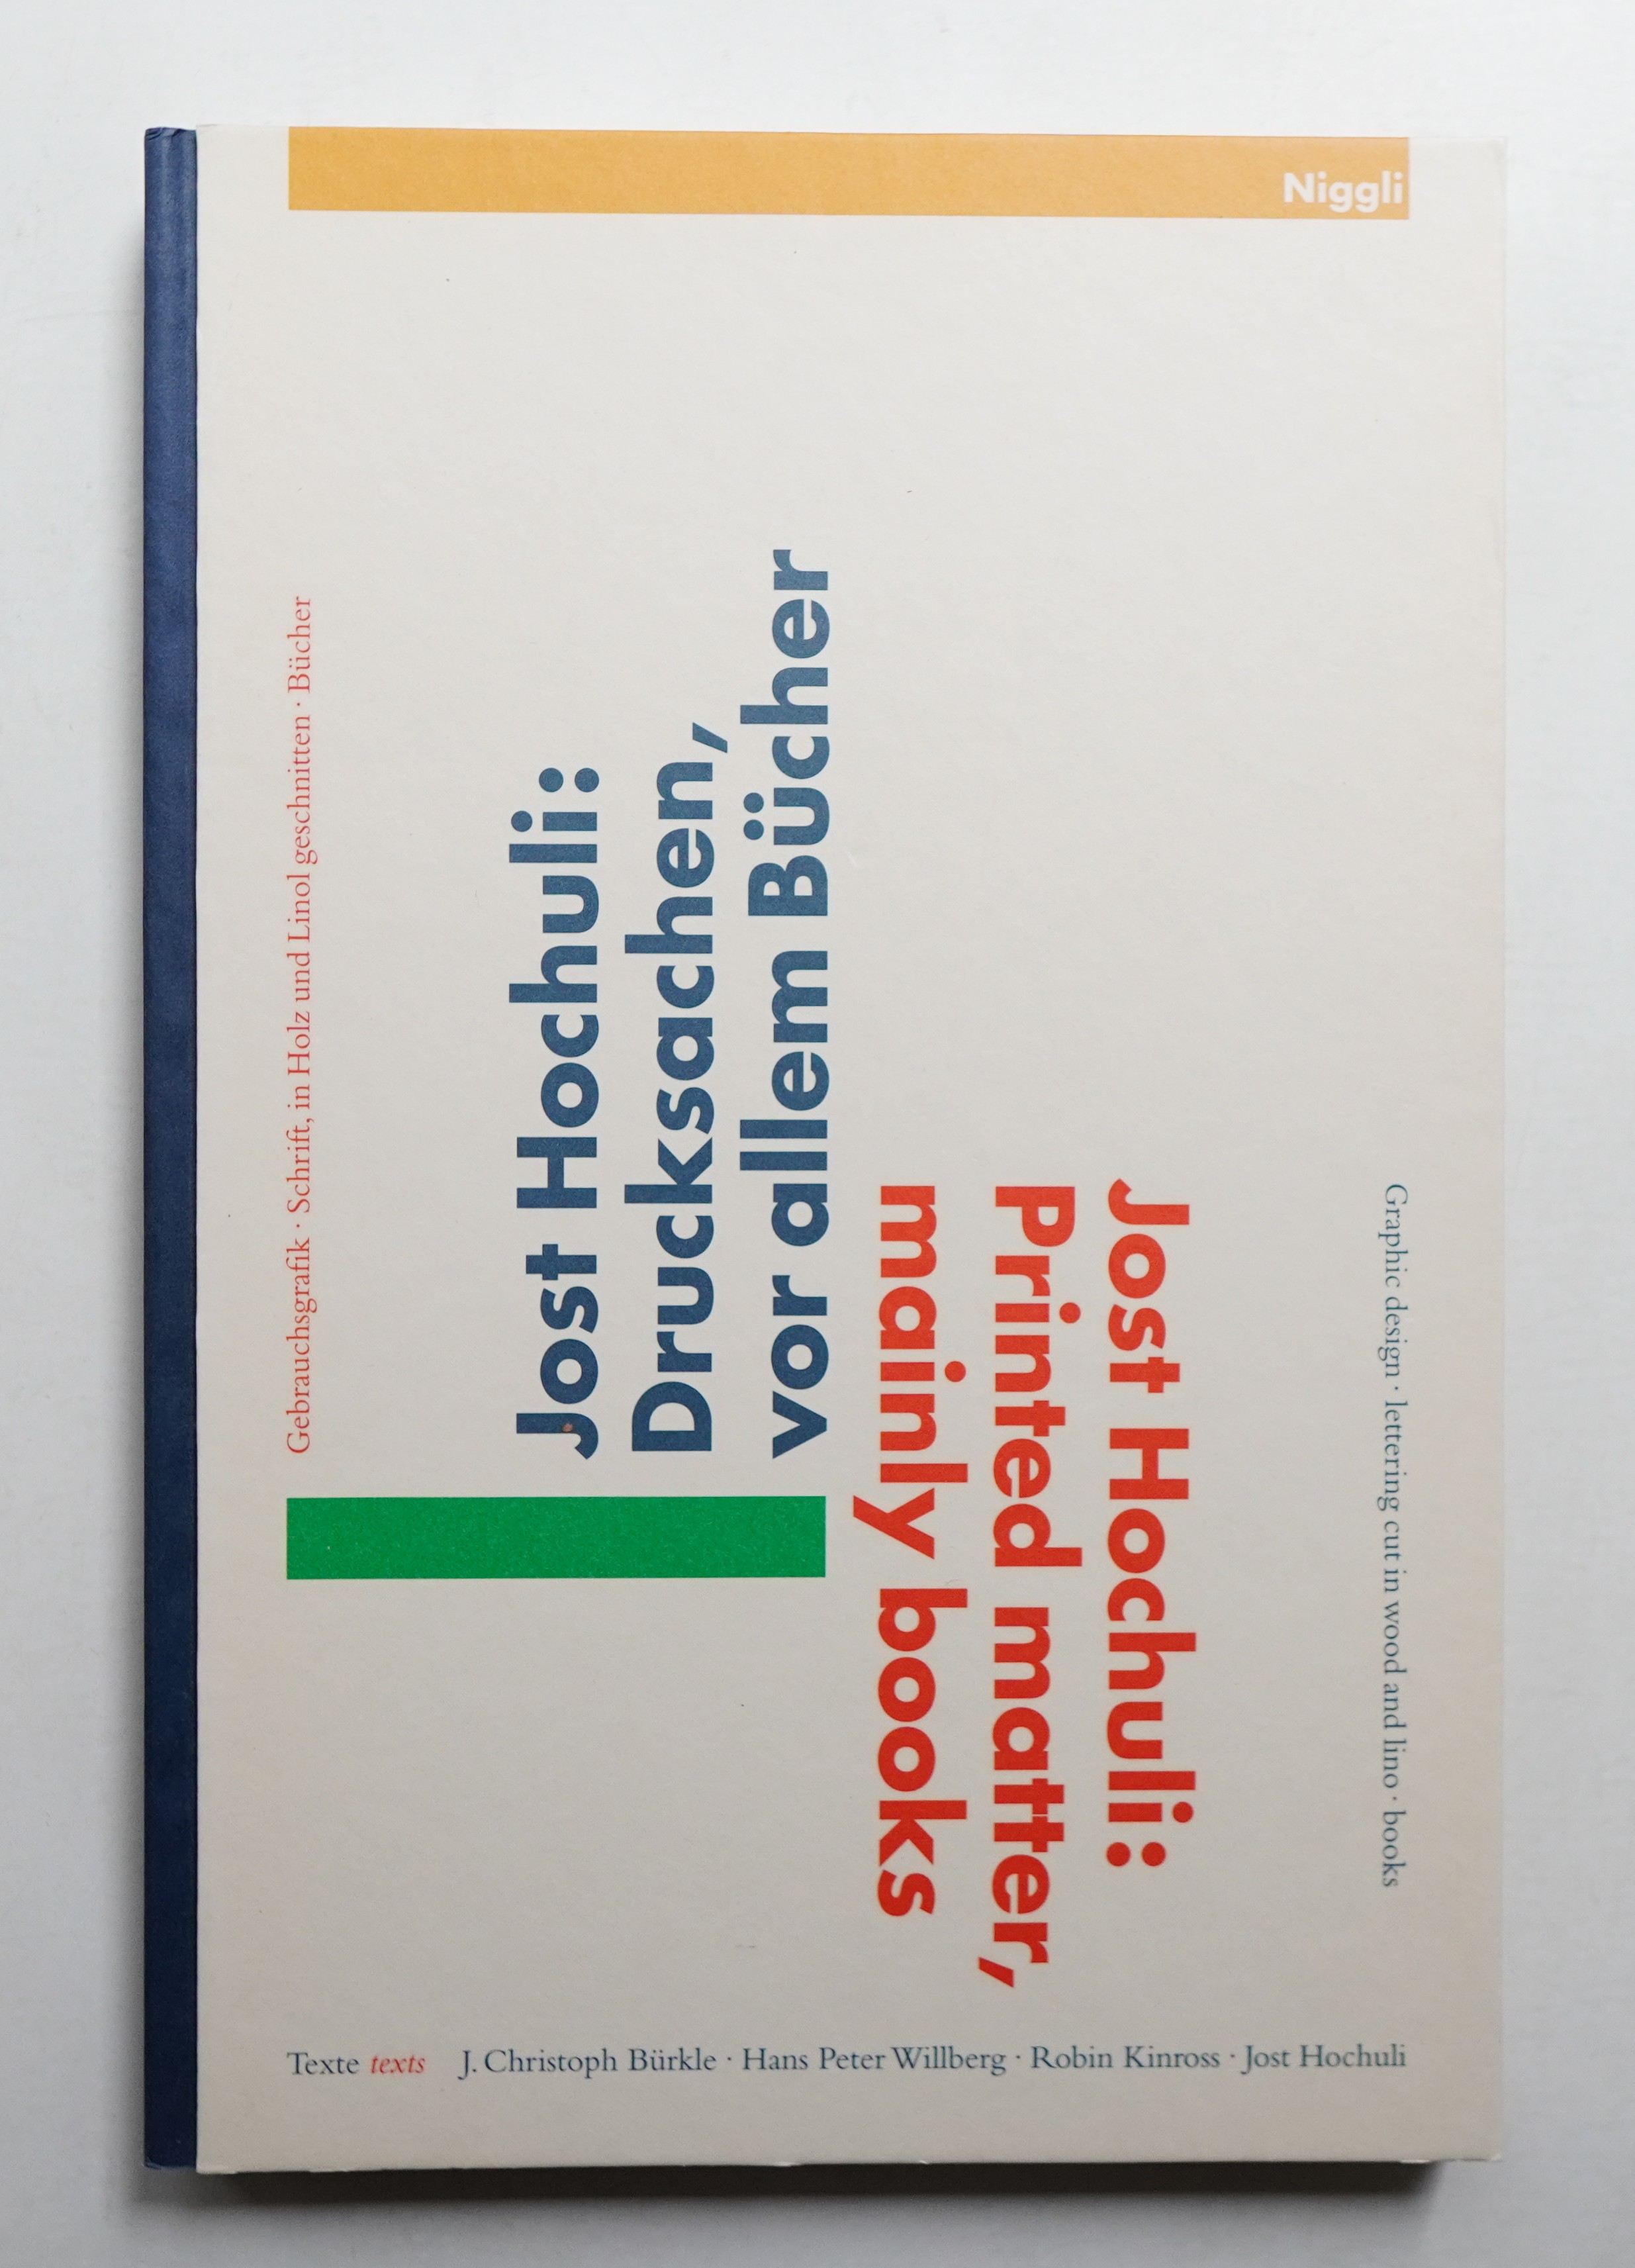 Niggli
Gebrauchsgrafik · Schrift, in Holz und Linol geschnitten · Bücher
Jost Hochuli:
Drucksachen,
vor allem Bücher
Jost Hochuli:
Printed matter,
mainly books
Graphic design · lettering cut in wood and lino · books
Texte texts J. Christoph Bürkle · Hans Peter Willberg · Robin Kinross · Jost Hochuli